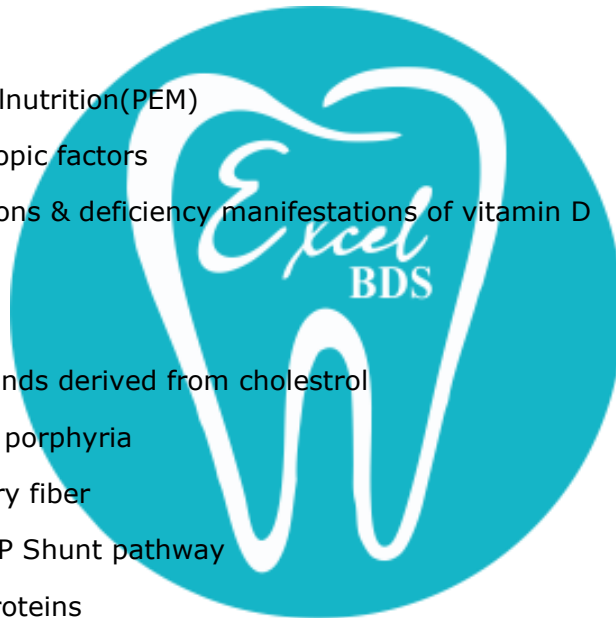 lnutrition(PEM)
opic factors
ons & deficiency manifestations of vitamin D
Excel
BDS
nds derived from cholestrol
porphyria
ry fiber
P Shunt pathway
roteins